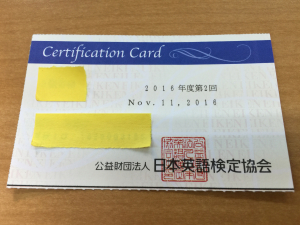 Certification Card
2016年度第2回
Nov.11,2016
公益財団法人 日本英語検定協会